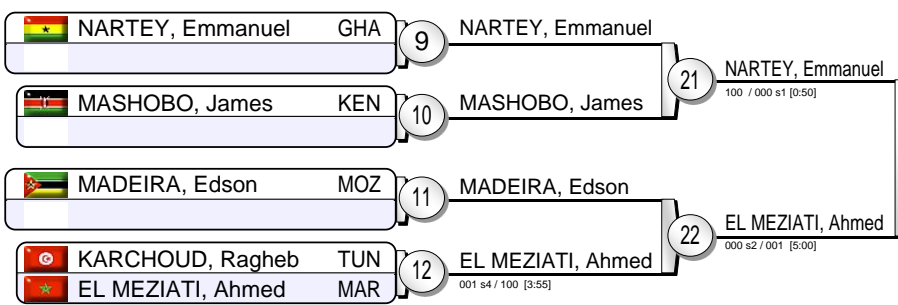 NARTEY, Emmanuel GHA
9
NARTEY, Emmanuel
21
NARTEY, Emmanuel
100 / 000 s1 [0:50]
MASHOBO, James KEN
10
MASHOBO, James
MADEIRA, Edson MOZ
11
MADEIRA, Edson
22
EL MEZIATI, Ahmed
000 s2 / 001 [5:00]
KARCHOUD, Ragheb TUN
EL MEZIATI, Ahmed MAR
12
EL MEZIATI, Ahmed
001 s4 / 100 [3:55]